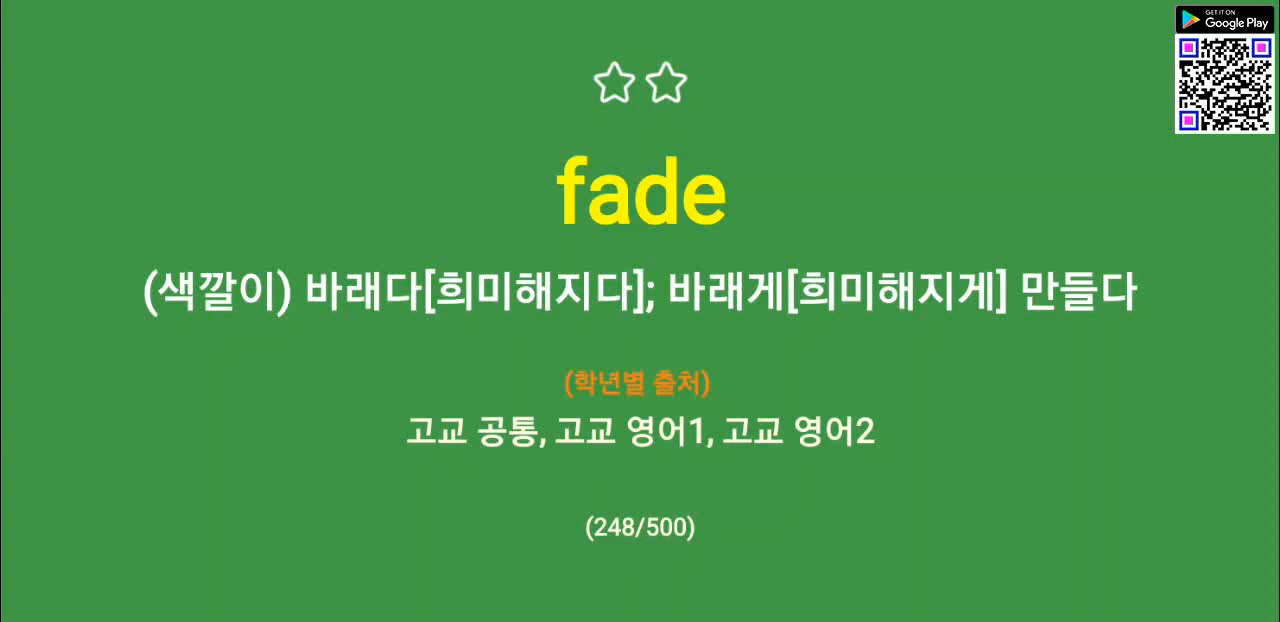 GET IT ON
Google Play
fade
(색깔이) 바래다[희미해지다]; 바래게[희미해지게] 만들다
(학년별 출처)
고교 공통, 고교 영어1, 고교 영어2
(248/500)